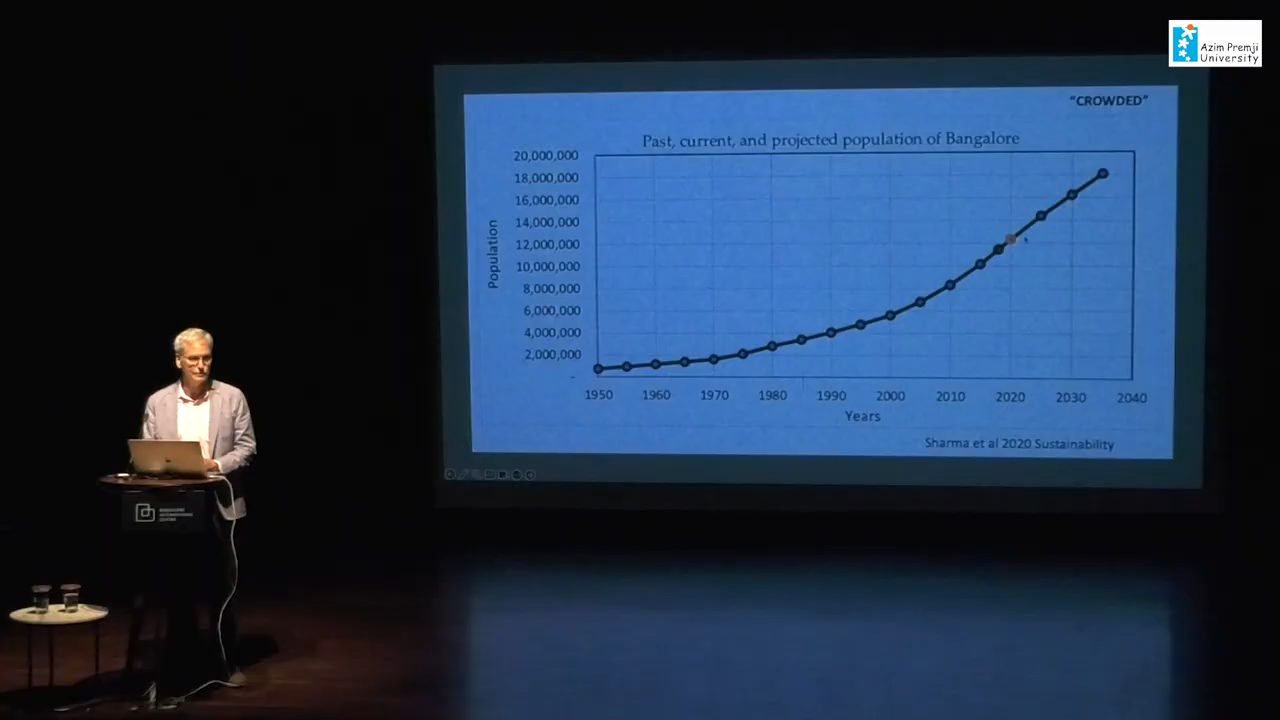 Azim Premji
University
"CROWDED"
Past, current, and projected population of Bangalore
20,000,000
18,000,000
16,000,000
14,000,000
12,000,000
10,000,000
8,000,000
6,000,000
4,000,000
2,000,000
-
Population
1950 1960 1970 1980 1990 2000 2010 2020 2030 2040
Years
Sharma et al 2020 Sustainability
BANGALORE
INTERNATIONAL
CENTRE